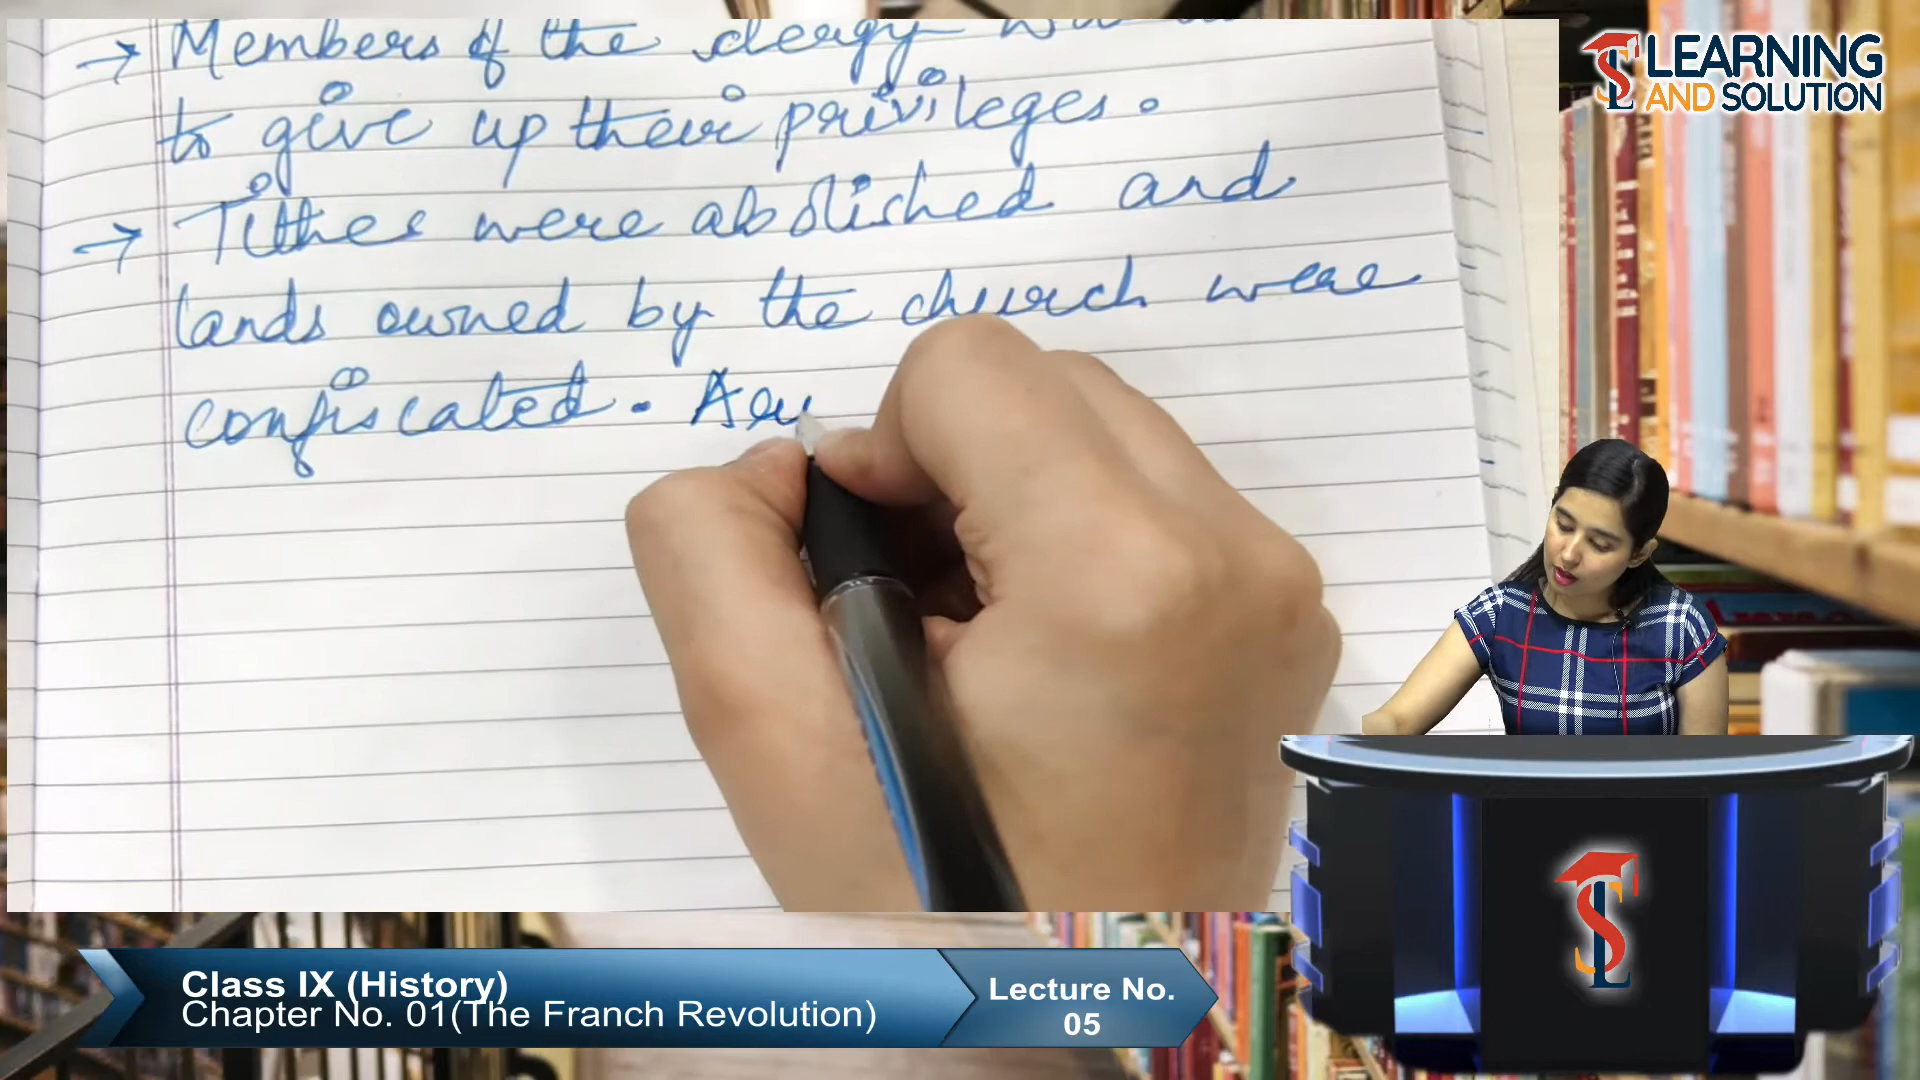 → Members of the clergy
to give up their privileges.
→ Tithes were abolished and
lands owned by the church were
confiscated.
LEARNING
AND SOLUTION
Class IX (History)
Chapter No. 01(The Franch Revolution)
Lecture No.
05